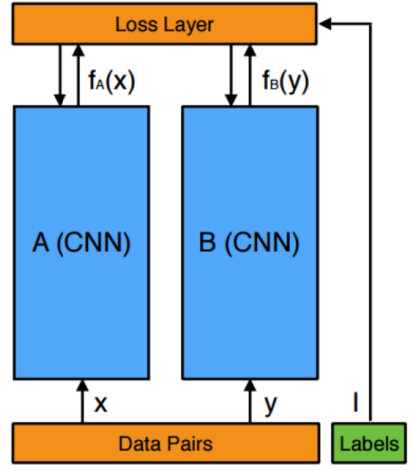 Loss Layer
fA(x)
fB(y)
A (CNN)
B (CNN)
x
y
l
Data Pairs
Labels